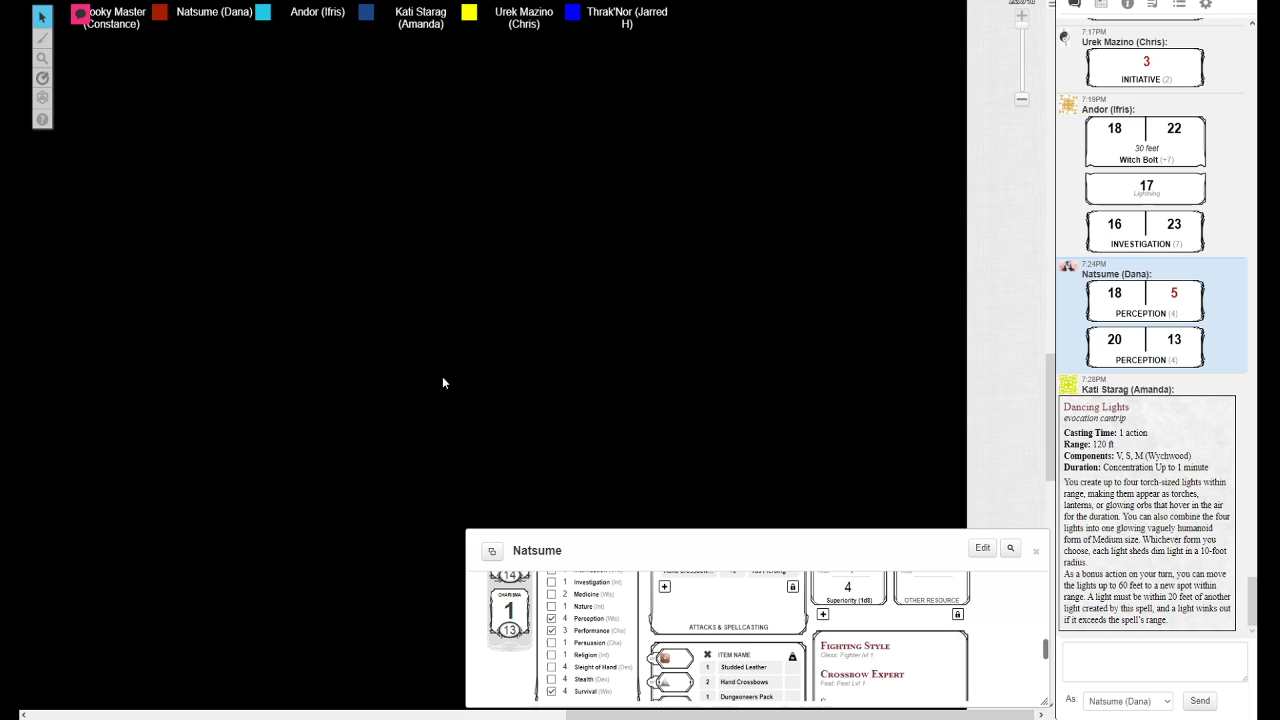 ooky Master
(Constance)
Natsume (Dana)
Andor (Ifris)
Kati Starag
(Amanda)
Urek Mazino
(Chris)
Thrak'Nor (Jarred
H)
7:17PM
Urek Mazino (Chris):
3
INITIATIVE (2)
7:19PM
Andor (Ifris):
18 22
30 feet
Witch Bolt (+7)
17
Lightning
16 23
INVESTIGATION (7)
7:24PM
Natsume (Dana):
18 5
PERCEPTION (4)
20 13
PERCEPTION (4)
7:28PM
Kati Starag (Amanda):
Dancing Lights
evocation cantrip
Casting Time: 1 action
Range: 120 ft
Components: V, S, M (Wychwood)
Duration: Concentration Up to 1 minute
You create up to four torch-sized lights within
range, making them appear as torches,
lanterns, or glowing orbs that hover in the air
for the duration. You can also combine the four
lights into one glowing vaguely humanoid
form of Medium size. Whichever form you
choose, each light sheds dim light in a 10-foot
radius.
As a bonus action on your turn, you can move
the lights up to 60 feet to a new spot within
range. A light must be within 20 feet of another
light created by this spell, and a light winks out
if it exceeds the spell's range.
As: Natsume (Dana) Send
Natsume
Edit
14
CHARISMA
1
13
1 Investigation (Int)
2 Medicine (Wis)
1 Nature (Int)
4 Perception (Wis)
3 Performance (Cha)
1 Persuasion (Cha)
1 Religion (Int)
4 Sleight of Hand (Dex)
4 Stealth (Dex)
4 Survival (Wis)
ATTACKS & SPELLCASTING
ITEM NAME
1 Studded Leather
2 Hand Crossbows
1 Dungeoneers Pack
4
Superiority (1d8)
OTHER RESOURCE
FIGHTING STYLE
Class: Fighter lvl 1
CROSSBOW EXPERT
Feat: Feat Lvl 1